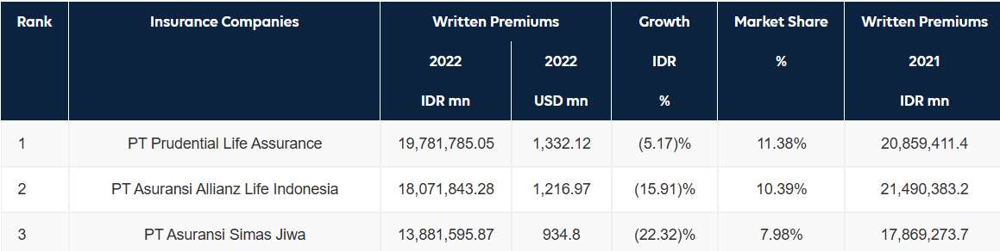 Rank Insurance Companies Written Premiums Growth Market Share Written Premiums
2022 2022 IDR % 2021
IDR mn USD mn % IDR mn
1 PT Prudential Life Assurance 19,781,785.05 1,332.12 (5.17)% 11.38% 20,859,411.4
2 PT Asuransi Allianz Life Indonesia 18,071,843.28 1,216.97 (15.91)% 10.39% 21,490,383.2
3 PT Asuransi Simas Jiwa 13,881,595.87 934.8 (22.32)% 7.98% 17,869,273.7